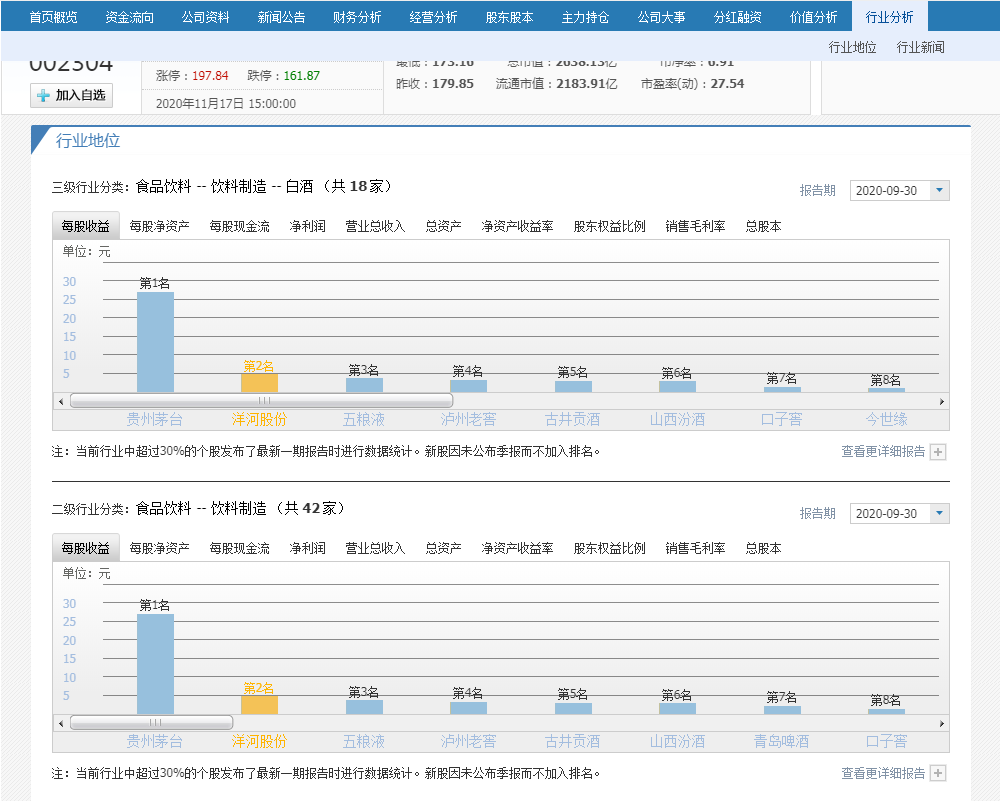 首页概览 资金流向 公司资料 新闻公告 财务分析 经营分析 股东股本 主力持仓 公司大事 分红融资 价值分析 行业分析
行业地位 行业新闻
002304
加入自选
涨停：197.84 跌停：161.87
2020年11月17日 15:00:00
最低：173.16 总市值：2638.13亿 市净率：6.91
昨收：179.85 流通市值：2183.91亿 市盈率(动)：27.54
行业地位
三级行业分类：食品饮料 -- 饮料制造 -- 白酒 （共 18家）
报告期 2020-09-30
每股收益 每股净资产 每股现金流 净利润 营业总收入 总资产 净资产收益率 股东权益比例 销售毛利率 总股本
单位：元
30
25
20
15
10
5
第1名 第2名 第3名 第4名 第5名 第6名 第7名 第8名
贵州茅台 洋河股份 五粮液 泸州老窖 古井贡酒 山西汾酒 口子窖 今世缘
注：当前行业中超过30%的个股发布了最新一期报告时进行数据统计。新股因未公布季报而不加入排名。
查看更详细报告
二级行业分类：食品饮料 -- 饮料制造 （共 42家）
报告期 2020-09-30
每股收益 每股净资产 每股现金流 净利润 营业总收入 总资产 净资产收益率 股东权益比例 销售毛利率 总股本
单位：元
30
25
20
15
10
5
第1名 第2名 第3名 第4名 第5名 第6名 第7名 第8名
贵州茅台 洋河股份 五粮液 泸州老窖 古井贡酒 山西汾酒 青岛啤酒 口子窖
注：当前行业中超过30%的个股发布了最新一期报告时进行数据统计。新股因未公布季报而不加入排名。
查看更详细报告